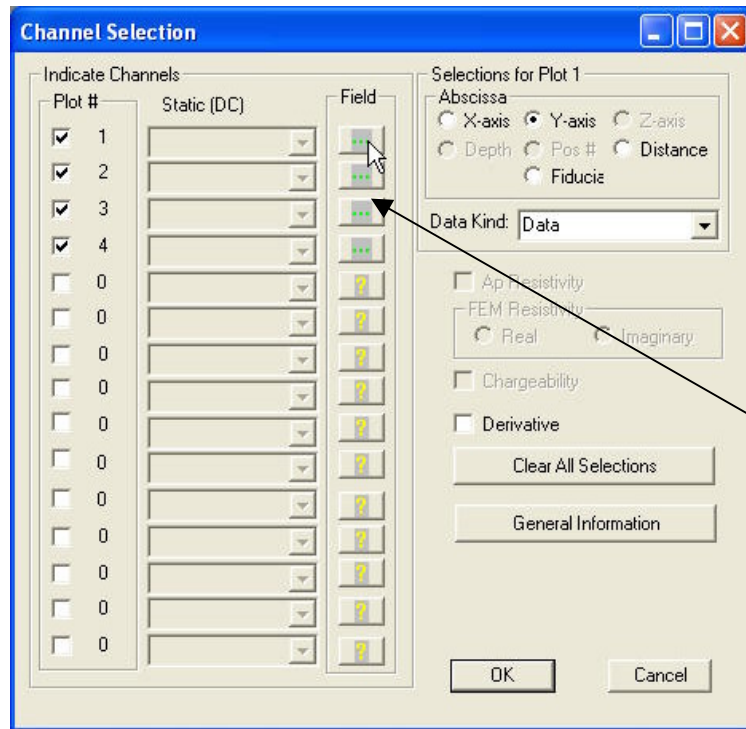 Channel Selection
Indicate Channels
Plot #
Static (DC)
Field
1
...
2
...
3
...
4
...
0
?
0
?
0
?
0
?
0
?
0
?
0
?
0
?
0
?
0
?
0
?
Selections for Plot 1
Abscissa
X-axis Y-axis Z-axis
Depth Pos # Distance
Fiducia
Data Kind: Data
Ap Resistivity
FEM Resistivity
Real Imaginary
Chargeability
Derivative
Clear All Selections
General Information
OK Cancel